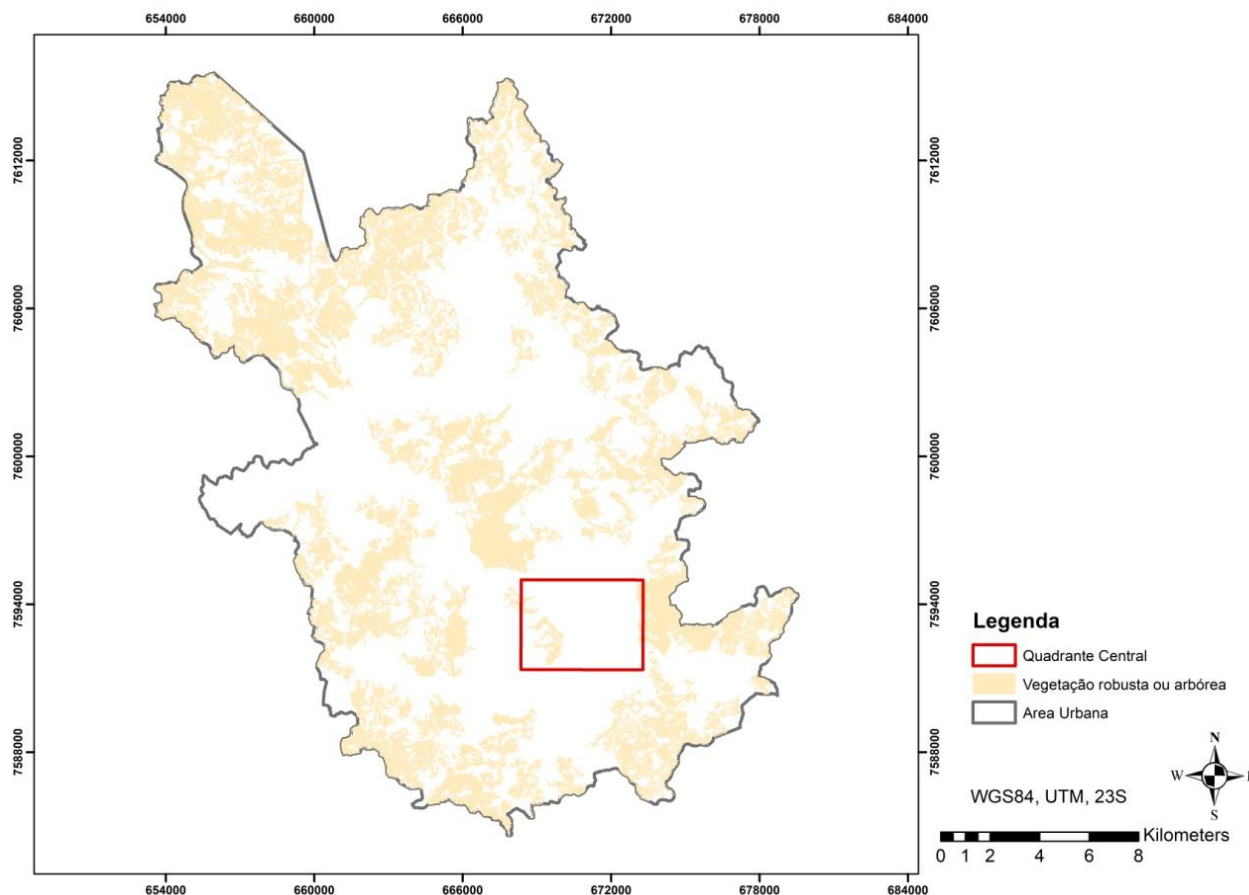 654000 660000 666000 672000 678000 684000
7612000 7612000
7606000 7606000
7600000 7600000
7594000 7594000
7588000 7588000
Legenda
Quadrante Central
Vegetação robusta ou arbórea
Area Urbana
N
W
S
WGS84, UTM, 23S
Kilometers
0 1 2 4 6 8
654000 660000 666000 672000 678000 684000